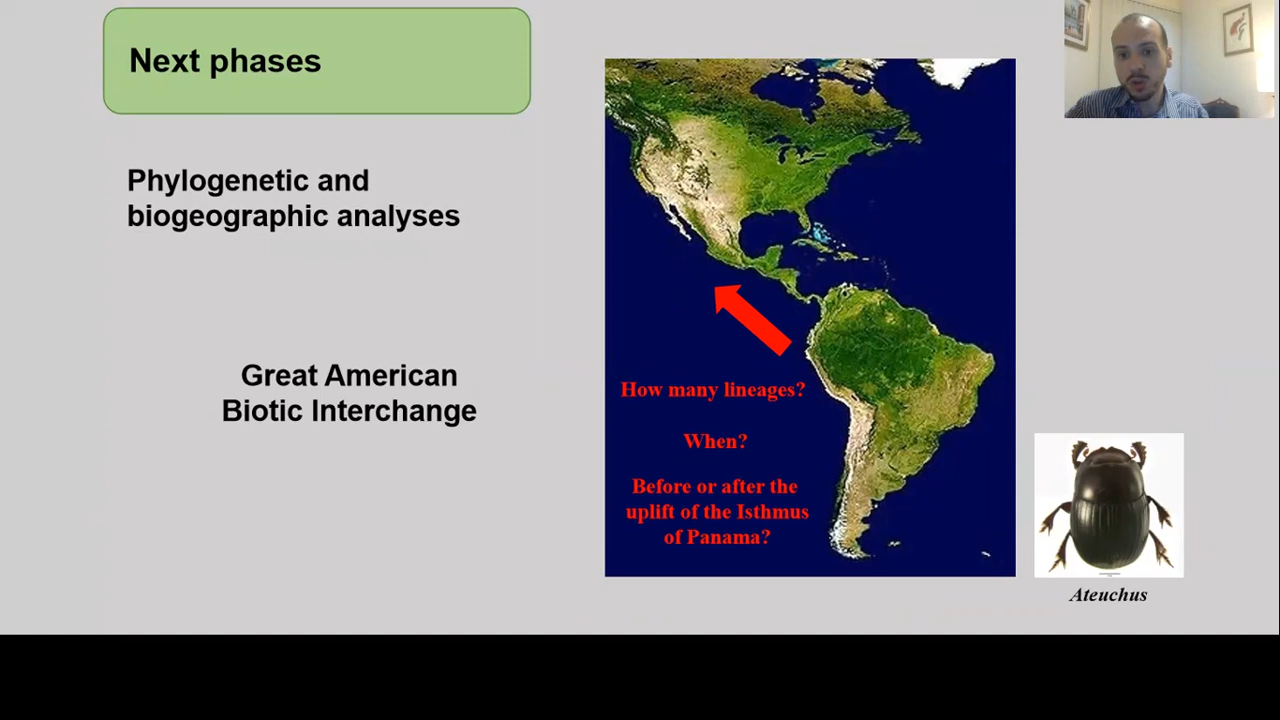 Next phases
Phylogenetic and
biogeographic analyses
Great American
Biotic Interchange
How many lineages?
When?
Before or after the
uplift of the Isthmus
of Panama?
Ateuchus